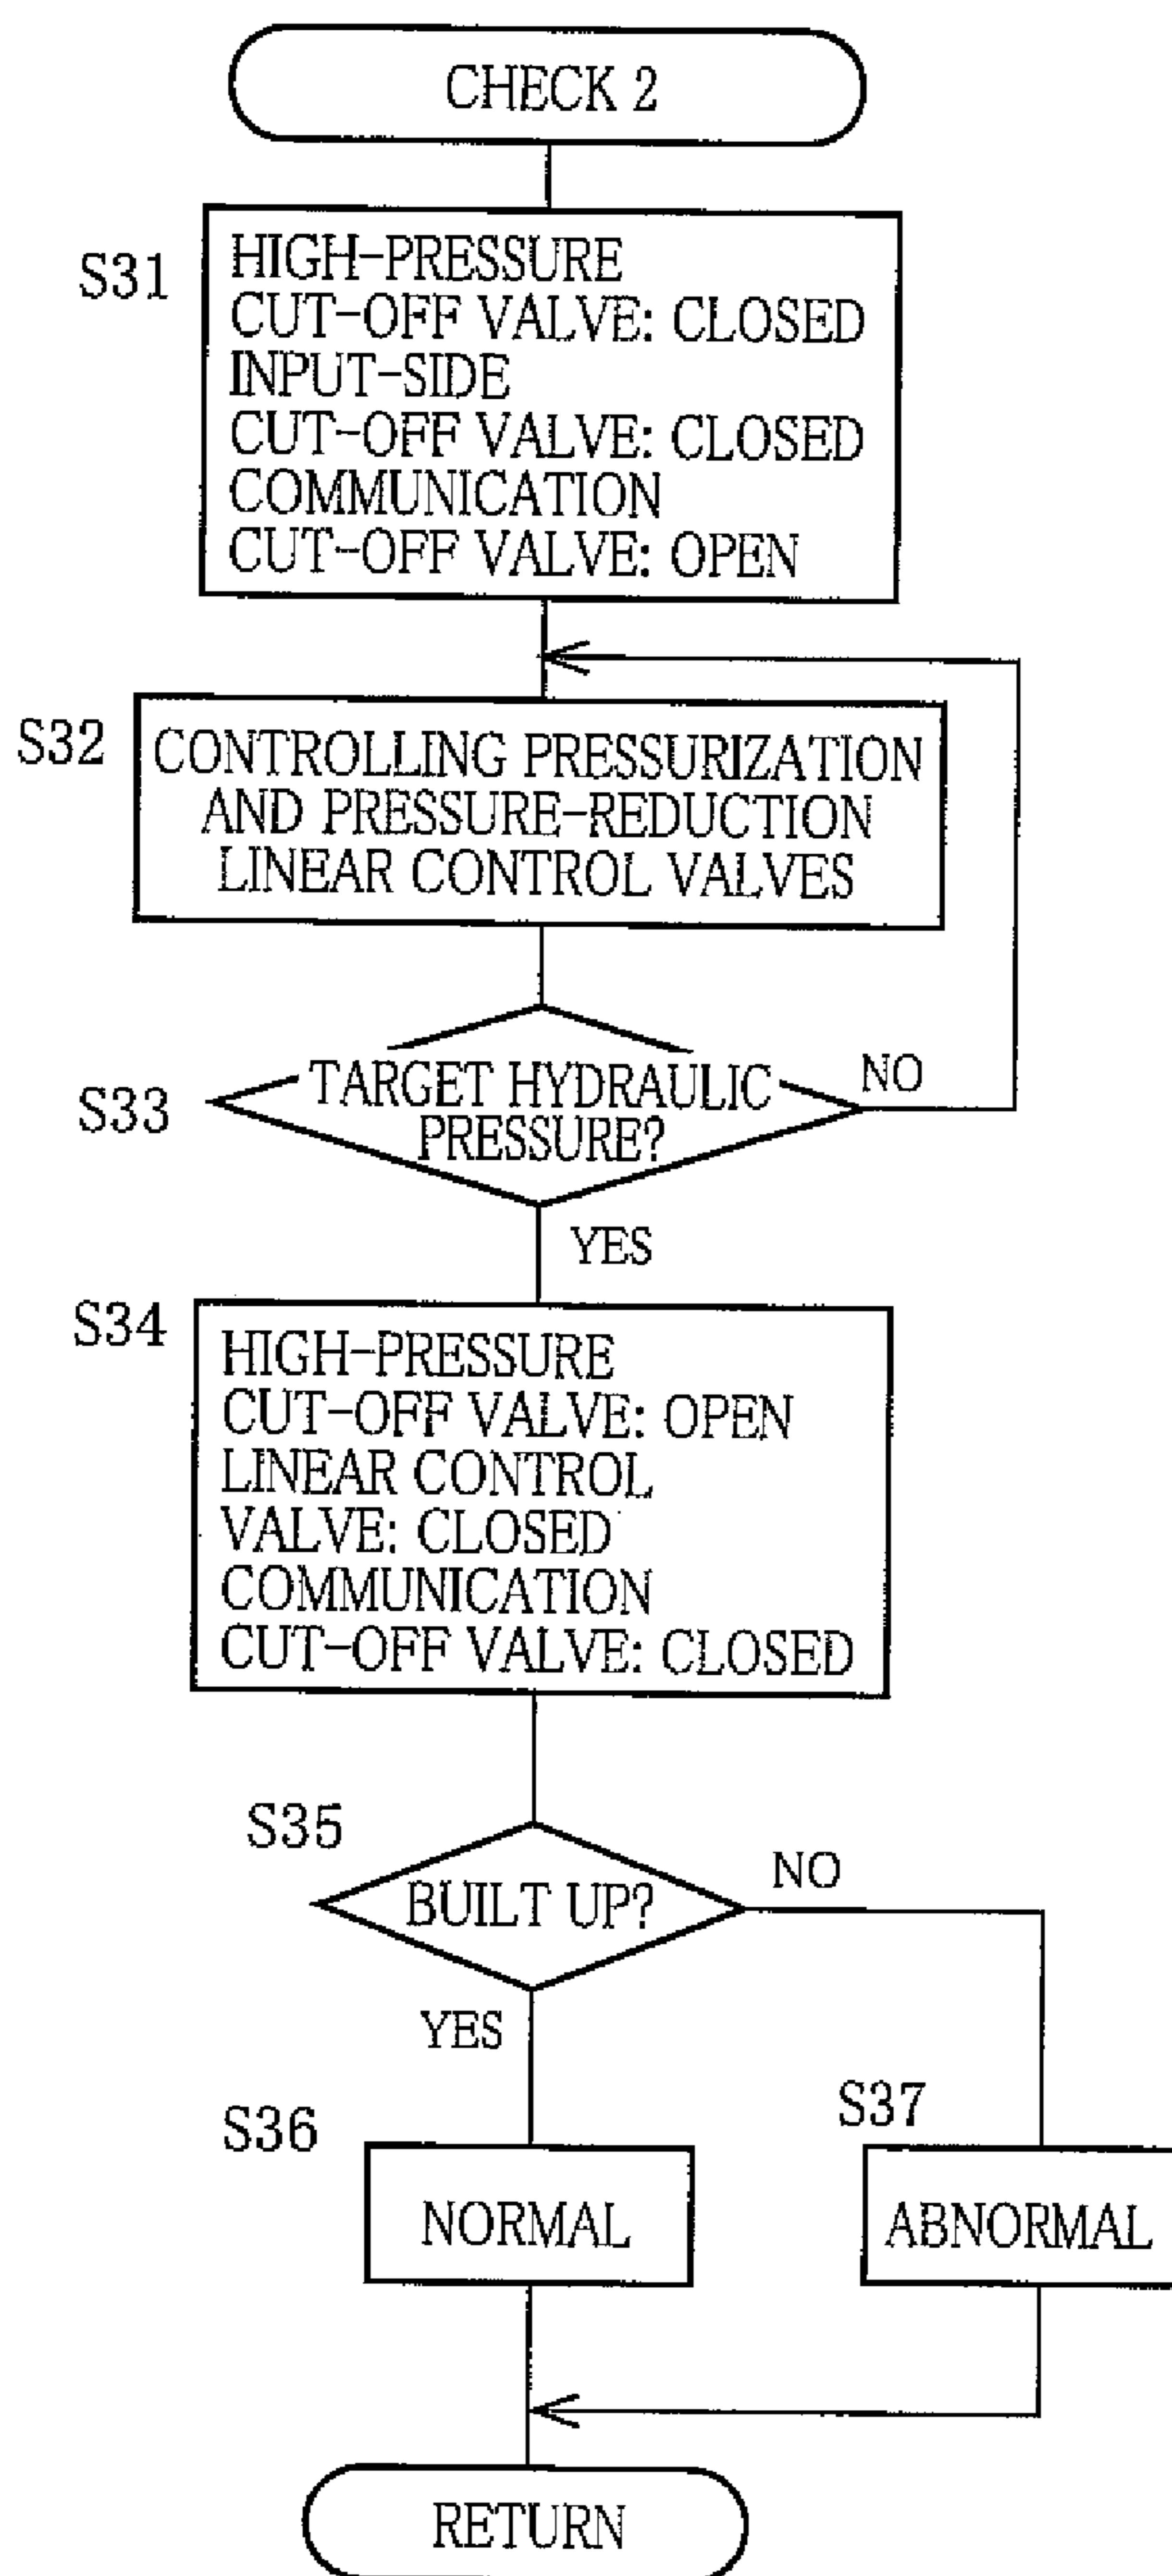 CHECK 2
S31
HIGH-PRESSURE
CUT-OFF VALVE: CLOSED
INPUT-SIDE
CUT-OFF VALVE: CLOSED
COMMUNICATION
CUT-OFF VALVE: OPEN
S32
CONTROLLING PRESSURIZATION
AND PRESSURE-REDUCTION
LINEAR CONTROL VALVES
S33
TARGET HYDRAULIC
PRESSURE?
NO
YES
S34
HIGH-PRESSURE
CUT-OFF VALVE: OPEN
LINEAR CONTROL
VALVE: CLOSED
COMMUNICATION
CUT-OFF VALVE: CLOSED
S35
BUILT UP?
NO
YES
S36
NORMAL
S37
ABNORMAL
RETURN